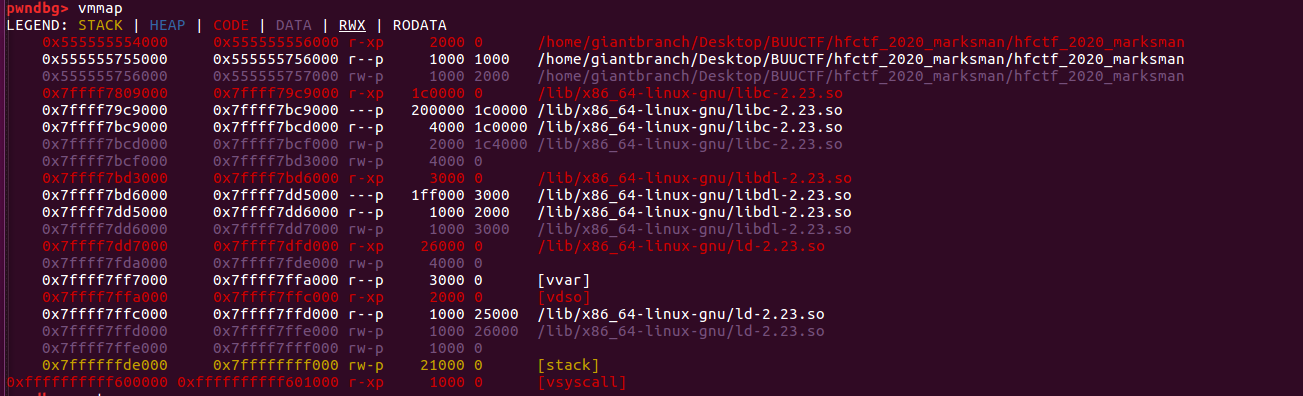 pwndbg> vmmap
LEGEND: STACK | HEAP | CODE | DATA | RWX | RODATA
0x555555554000 0x555555556000 r-xp 2000 0 /home/giantbranch/Desktop/BUUCTF/hfctf_2020_marksman/hfctf_2020_marksman
0x555555755000 0x555555756000 r--p 1000 1000 /home/giantbranch/Desktop/BUUCTF/hfctf_2020_marksman/hfctf_2020_marksman
0x555555756000 0x555555757000 rw-p 1000 2000 /home/giantbranch/Desktop/BUUCTF/hfctf_2020_marksman/hfctf_2020_marksman
0x7ffff7809000 0x7ffff79c9000 r-xp 1c0000 0 /lib/x86_64-linux-gnu/libc-2.23.so
0x7ffff79c9000 0x7ffff7bc9000 ---p 200000 1c0000 /lib/x86_64-linux-gnu/libc-2.23.so
0x7ffff7bc9000 0x7ffff7bcd000 r--p 4000 1c0000 /lib/x86_64-linux-gnu/libc-2.23.so
0x7ffff7bcd000 0x7ffff7bcf000 rw-p 2000 1c4000 /lib/x86_64-linux-gnu/libc-2.23.so
0x7ffff7bcf000 0x7ffff7bd3000 rw-p 4000 0
0x7ffff7bd3000 0x7ffff7bd6000 r-xp 3000 0 /lib/x86_64-linux-gnu/libdl-2.23.so
0x7ffff7bd6000 0x7ffff7dd5000 ---p 1ff000 3000 /lib/x86_64-linux-gnu/libdl-2.23.so
0x7ffff7dd5000 0x7ffff7dd6000 r--p 1000 2000 /lib/x86_64-linux-gnu/libdl-2.23.so
0x7ffff7dd6000 0x7ffff7dd7000 rw-p 1000 3000 /lib/x86_64-linux-gnu/libdl-2.23.so
0x7ffff7dd7000 0x7ffff7dfd000 r-xp 26000 0 /lib/x86_64-linux-gnu/ld-2.23.so
0x7ffff7fda000 0x7ffff7fde000 rw-p 4000 0
0x7ffff7ff7000 0x7ffff7ffa000 r--p 3000 0 [vvar]
0x7ffff7ffa000 0x7ffff7ffc000 r-xp 2000 0 [vdso]
0x7ffff7ffc000 0x7ffff7ffd000 r--p 1000 25000 /lib/x86_64-linux-gnu/ld-2.23.so
0x7ffff7ffd000 0x7ffff7ffe000 rw-p 1000 26000 /lib/x86_64-linux-gnu/ld-2.23.so
0x7ffff7ffe000 0x7ffff7fff000 rw-p 1000 0
0x7ffffffde000 0x7ffffffff000 rw-p 21000 0 [stack]
0xffffffffff600000 0xffffffffff601000 r-xp 1000 0 [vsyscall]